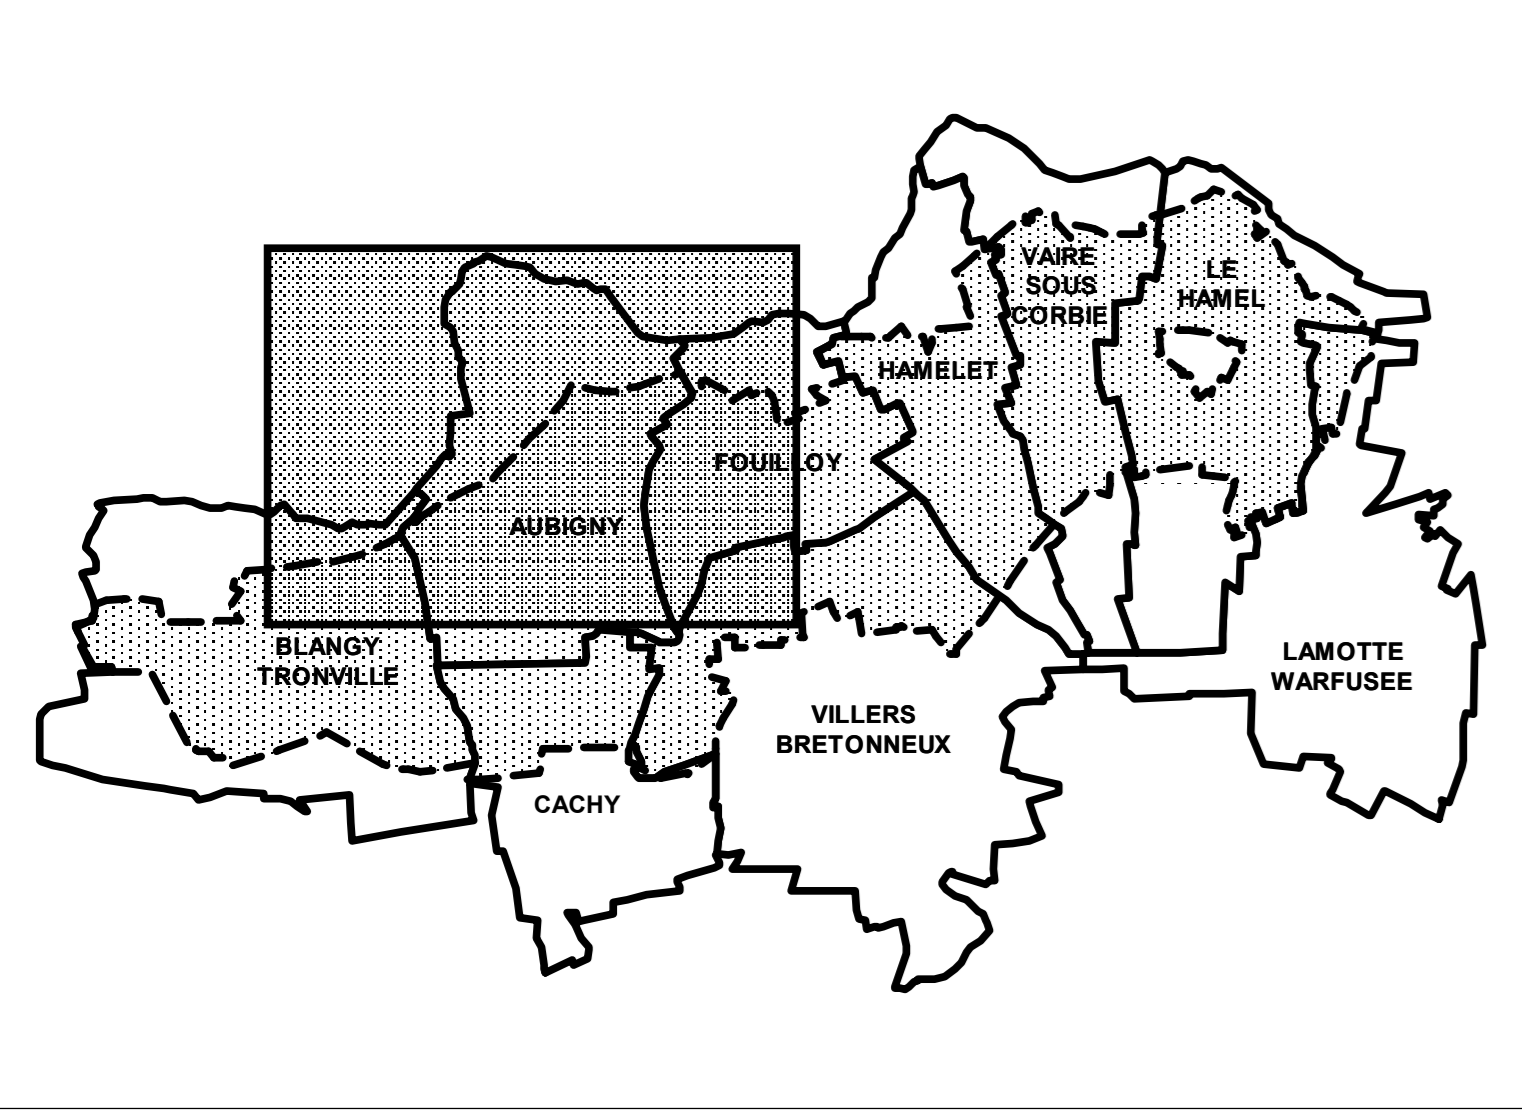 VAIRE
SOUS
CORBIE
LE
HAMEL
HAMELET
FOUILLOY
AUBIGNY
BLANGY
TRONVILLE
LAMOTTE
WARFUSEE
VILLERS
BRETONNEUX
CACHY